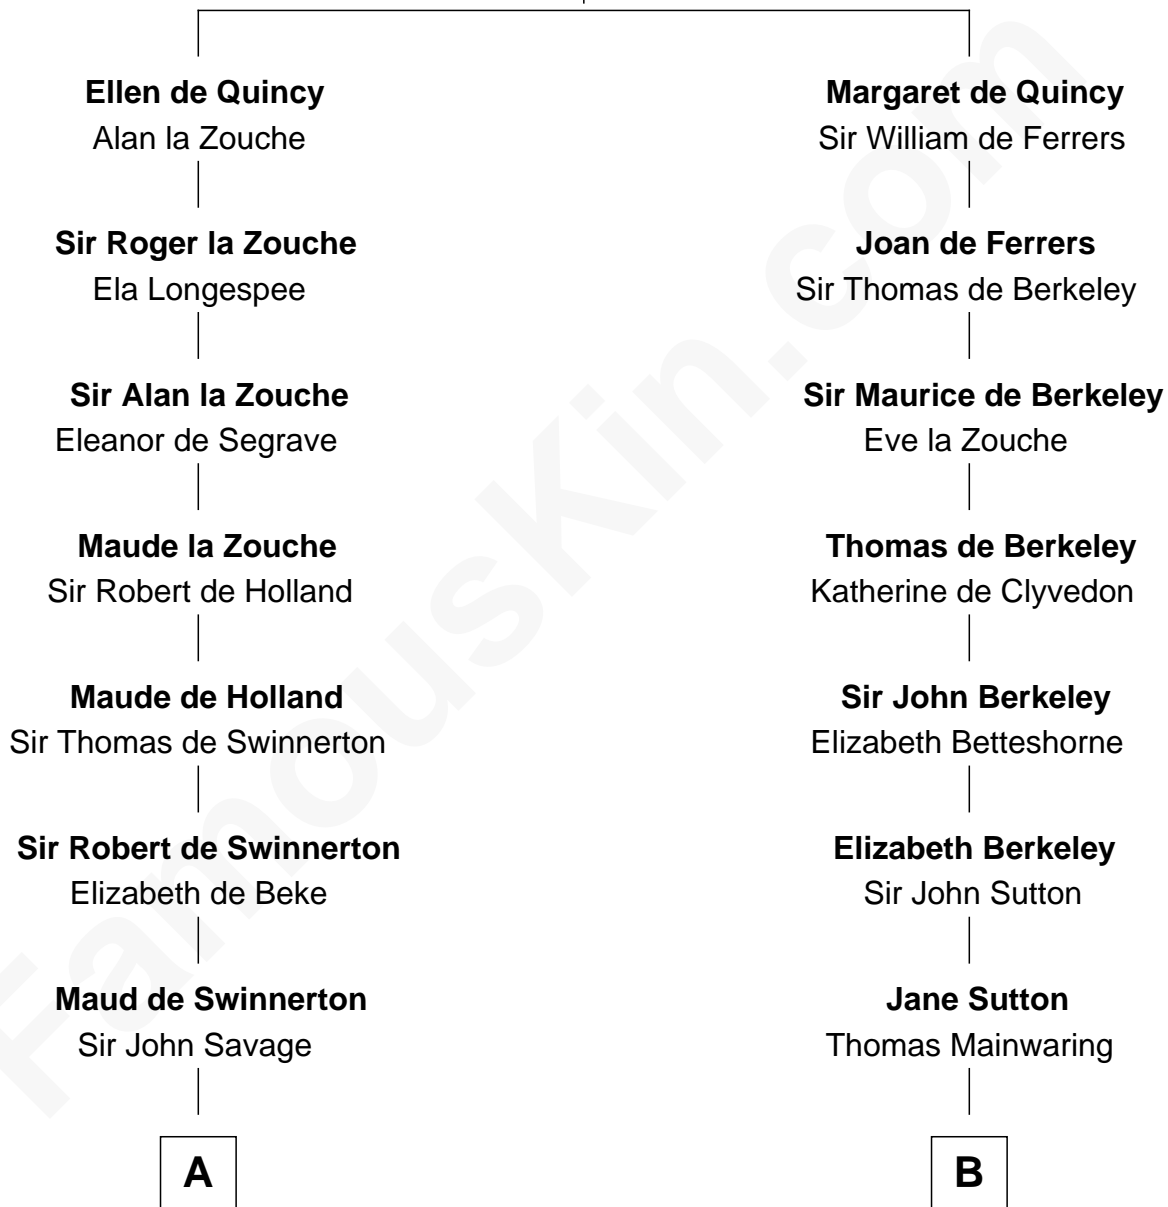 Ellen de Quincy
Alan la Zouche
Margaret de Quincy
Sir William de Ferrers
Sir Roger la Zouche
Ela Longespee
Joan de Ferrers
Sir Thomas de Berkeley
Sir Alan la Zouche
Eleanor de Segrave
Sir Maurice de Berkeley
Eve la Zouche
Maude la Zouche
Sir Robert de Holland
Thomas de Berkeley
Katherine de Clyvedon
Maude de Holland
Sir Thomas de Swinnerton
Sir John Berkeley
Elizabeth Betteshorne
Sir Robert de Swinnerton
Elizabeth de Beke
Elizabeth Berkeley
Sir John Sutton
Maud de Swinnerton
Sir John Savage
Jane Sutton
Thomas Mainwaring
A
B
FamousKin.com